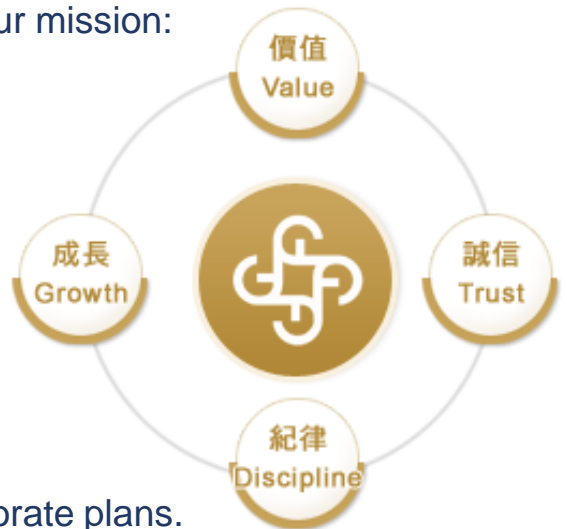 ur mission:
價值
Value
成長
Growth
誠信
Trust
紀律
Discipline
orate plans.